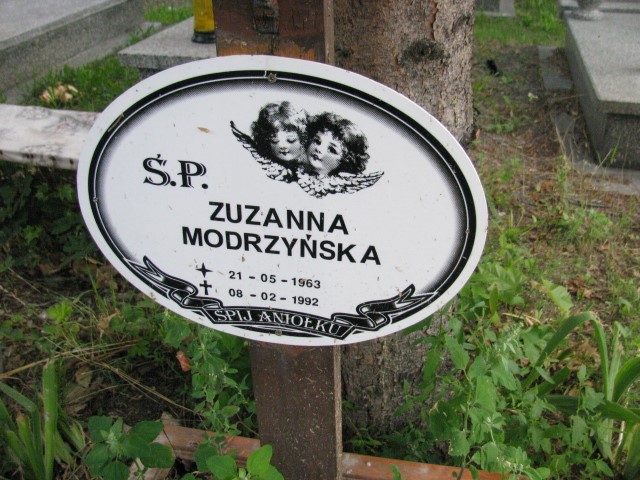 Ś.P.
ZUZANNA
MODRZYŃSKA
21 - 05 - 1963
08 - 02 - 1992
ŚPIJ ANIOŁKU